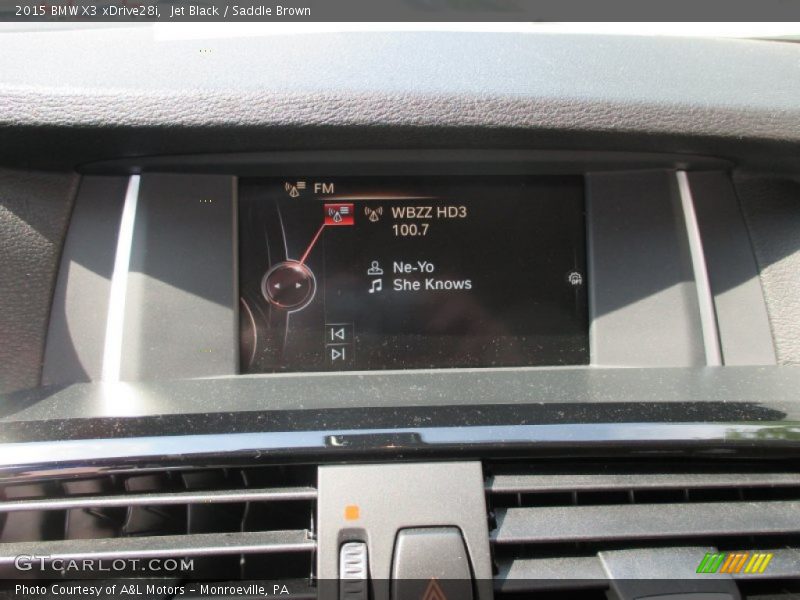 2015 BMW X3 xDrive28i,  Jet Black / Saddle Brown
FM
WBZZ HD3
100.7
Ne-Yo
She Knows
GTCARLOT.COM
Photo Courtesy of A&L Motors - Monroeville, PA